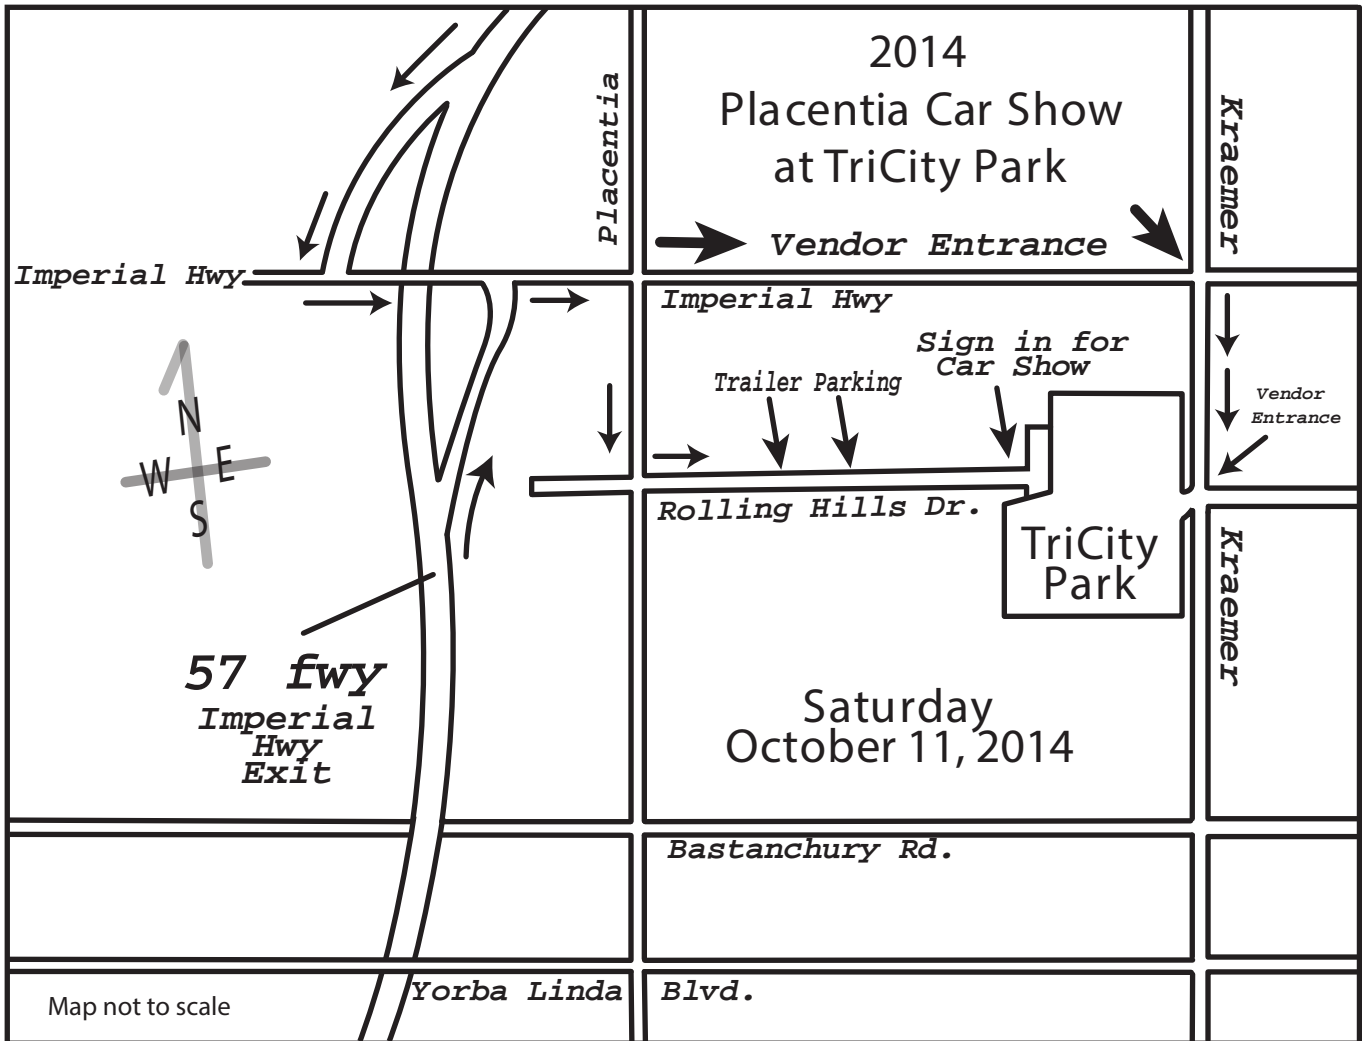 2014
Placentia Car Show
at TriCity Park
Placentia
Kraemer
Vendor Entrance
Imperial Hwy
Imperial Hwy
Sign in for
Car Show
Trailer Parking
Vendor
Entrance
N
W E
S
Rolling Hills Dr.
TriCity
Park
Kraemer
57 fwy
Imperial
Hwy
Exit
Saturday
October 11, 2014
Bastanchury Rd.
Yorba Linda Blvd.
Map not to scale